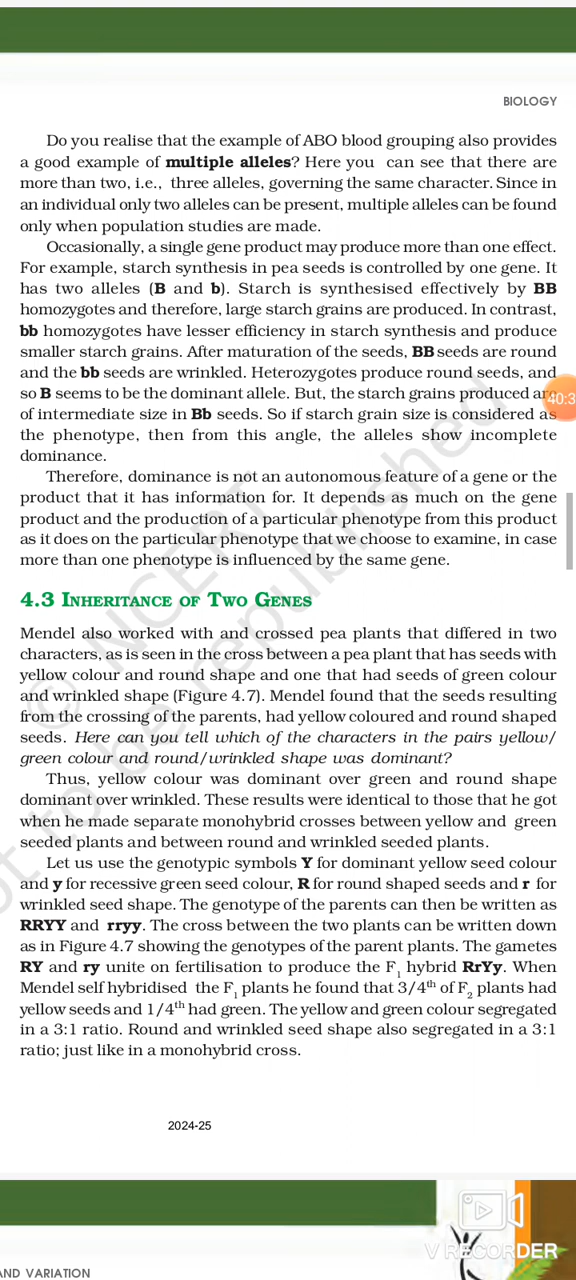 BIOLOGY
Do you realise that the example of ABO blood grouping also provides
a good example of multiple alleles? Here you can see that there are
more than two, i.e., three alleles, governing the same character. Since in
an individual only two alleles can be present, multiple alleles can be found
only when population studies are made.
Occasionally, a single gene product may produce more than one effect.
For example, starch synthesis in pea seeds is controlled by one gene. It
has two alleles (B and b). Starch is synthesised effectively by BB
homozygotes and therefore, large starch grains are produced. In contrast,
bb homozygotes have lesser efficiency in starch synthesis and produce
smaller starch grains. After maturation of the seeds, BB seeds are round
and the bb seeds are wrinkled. Heterozygotes produce round seeds, and
so B seems to be the dominant allele. But, the starch grains produced are
40:3
of intermediate size in Bb seeds. So if starch grain size is considered as
the phenotype, then from this angle, the alleles show incomplete
dominance.
Therefore, dominance is not an autonomous feature of a gene or the
product that it has information for. It depends as much on the gene
product and the production of a particular phenotype from this product
as it does on the particular phenotype that we choose to examine, in case
more than one phenotype is influenced by the same gene.
4.3 INHERITANCE OF TWO GENES
Mendel also worked with and crossed pea plants that differed in two
characters, as is seen in the cross between a pea plant that has seeds with
yellow colour and round shape and one that had seeds of green colour
and wrinkled shape (Figure 4.7). Mendel found that the seeds resulting
from the crossing of the parents, had yellow coloured and round shaped
seeds. Here can you tell which of the characters in the pairs yellow/
green colour and round/wrinkled shape was dominant?
Thus, yellow colour was dominant over green and round shape
dominant over wrinkled. These results were identical to those that he got
when he made separate monohybrid crosses between yellow and green
seeded plants and between round and wrinkled seeded plants.
Let us use the genotypic symbols Y for dominant yellow seed colour
and y for recessive green seed colour, R for round shaped seeds and r for
wrinkled seed shape. The genotype of the parents can then be written as
RRYY and rryy. The cross between the two plants can be written down
as in Figure 4.7 showing the genotypes of the parent plants. The gametes
RY and ry unite on fertilisation to produce the F1 hybrid RrYy. When
Mendel self hybridised the F1 plants he found that 3/4th of F2 plants had
yellow seeds and 1/4th had green. The yellow and green colour segregated
in a 3:1 ratio. Round and wrinkled seed shape also segregated in a 3:1
ratio; just like in a monohybrid cross.
© NCERT
not to be republished
2024-25
V RECORDER
AND VARIATION